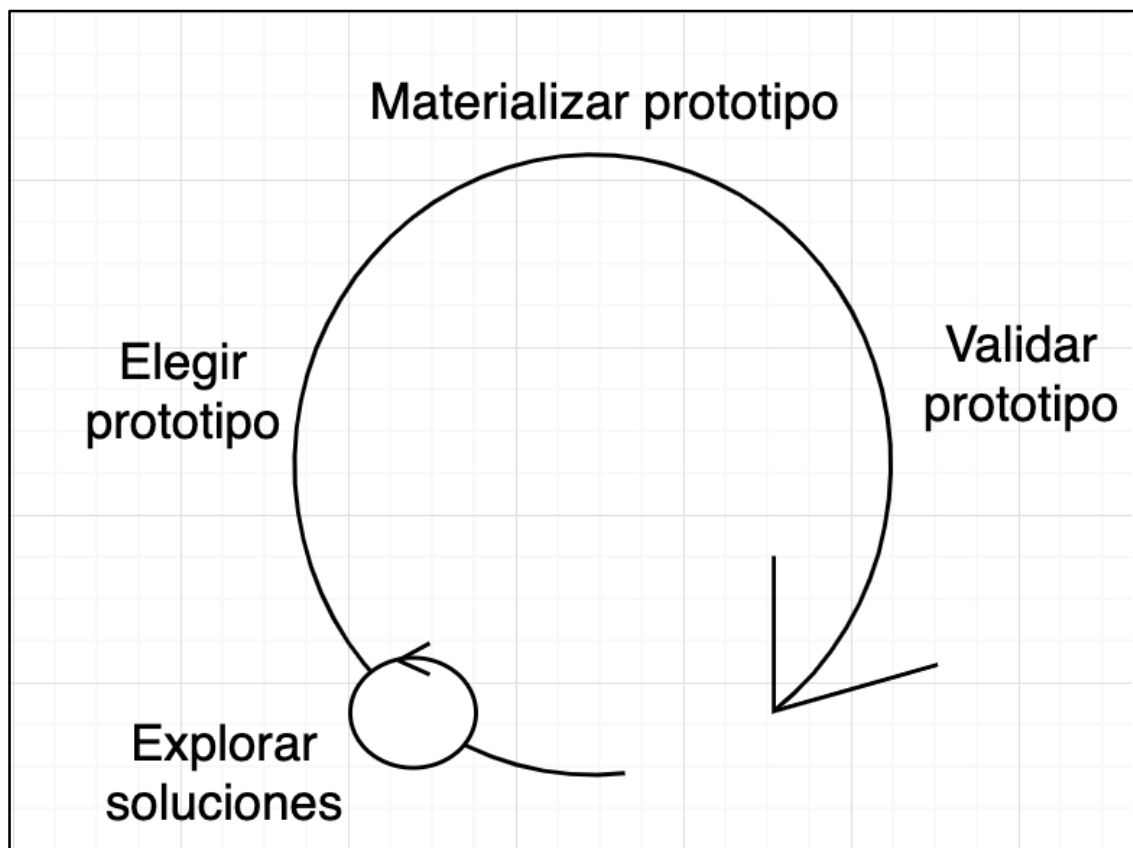 Materializar prototipo
Elegir
prototipo
Validar
prototipo
Explorar
soluciones